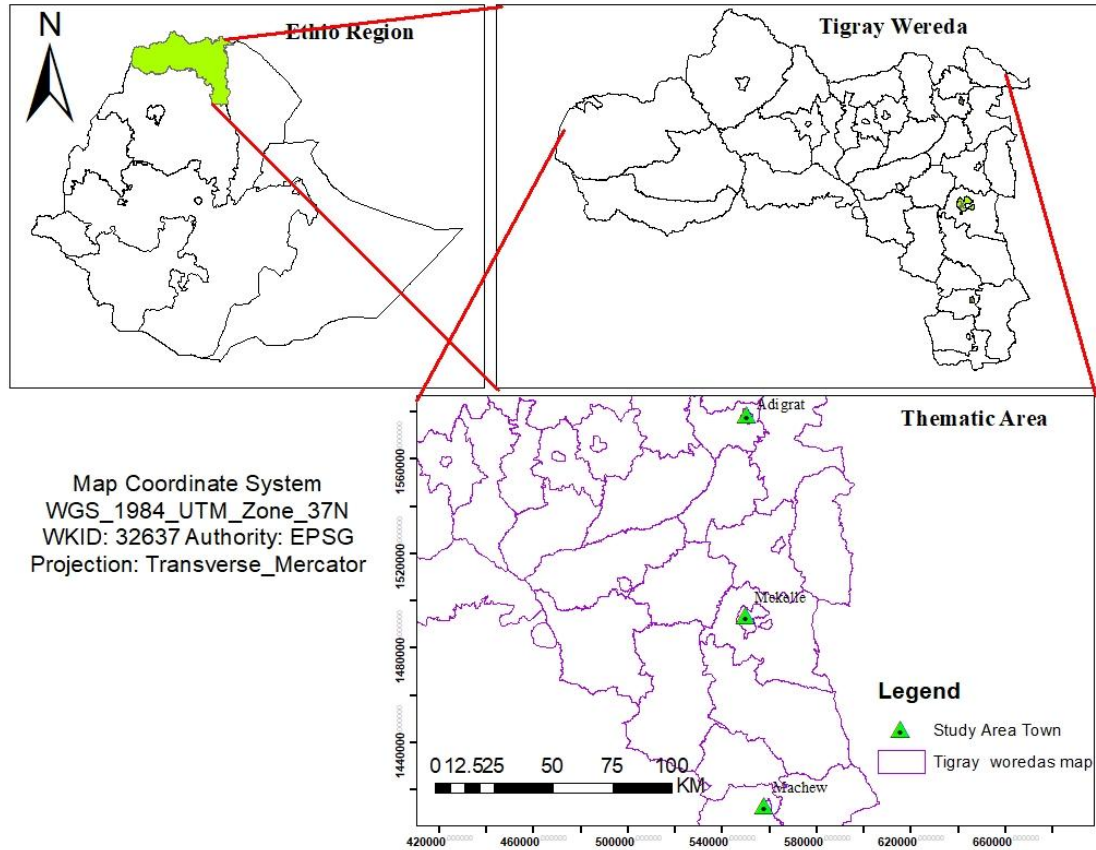 N
Ethio Region
Tigray Wereda
Thematic Area
Map Coordinate System
WGS_1984_UTM_Zone_37N
WKID: 32637 Authority: EPSG
Projection: Transverse_Mercator
Adigrat
Mekelle
Machew
1560000
1520000
1480000
1440000
Legend
Study Area Town
Tigray woredas map
0 12.5 25 50 75 100
KM
420000 460000 500000 540000 580000 620000 660000